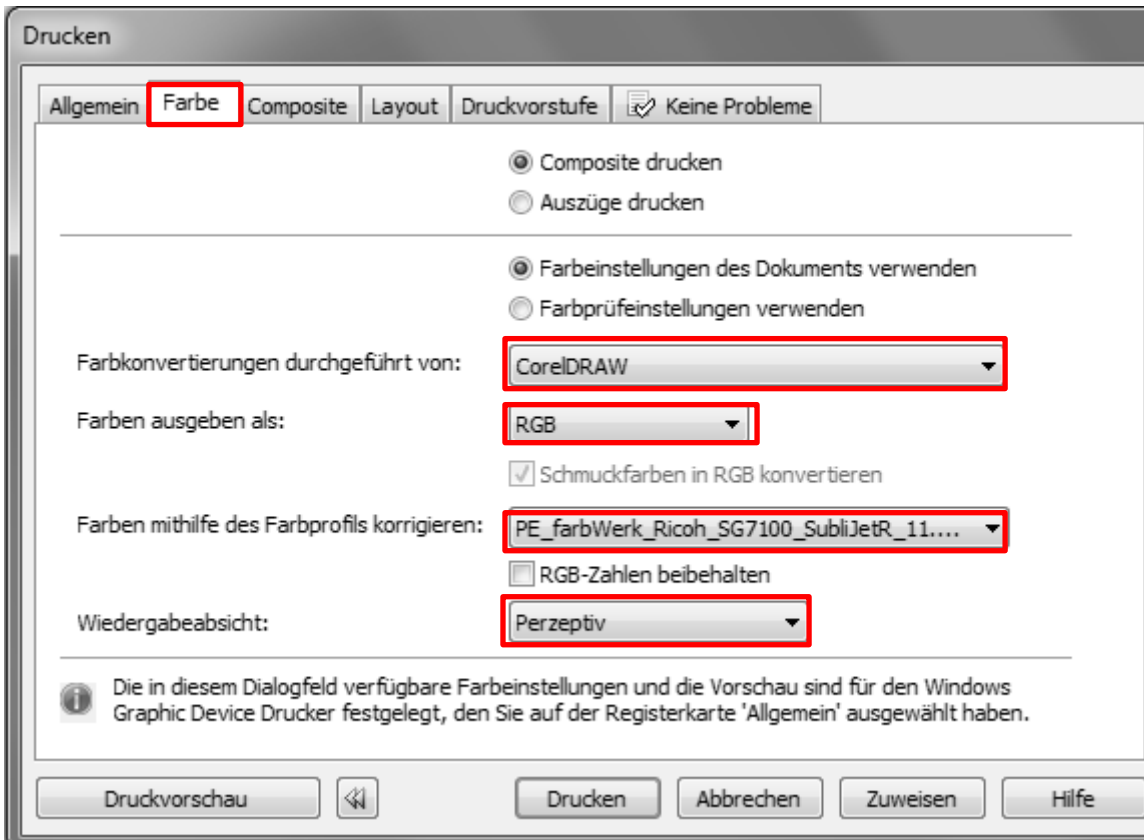 Drucken
Allgemein Farbe Composite Layout Druckvorstufe Keine Probleme
Composite drucken
Auszüge drucken
Farbeinstellungen des Dokuments verwenden
Farbprüfeinstellungen verwenden
Farbkonvertierungen durchgeführt von: CorelDRAW
Farben ausgeben als: RGB
Schmuckfarben in RGB konvertieren
Farben mithilfe des Farbprofils korrigieren: PE_farbWerk_Ricoh_SG7100_SubliJetR_11....
RGB-Zahlen beibehalten
Wiedergabeabsicht: Perzeptiv
Die in diesem Dialogfeld verfügbare Farbeinstellungen und die Vorschau sind für den Windows
Graphic Device Drucker festgelegt, den Sie auf der Registerkarte 'Allgemein' ausgewählt haben.
Druckvorschau Drucken Abbrechen Zuweisen Hilfe